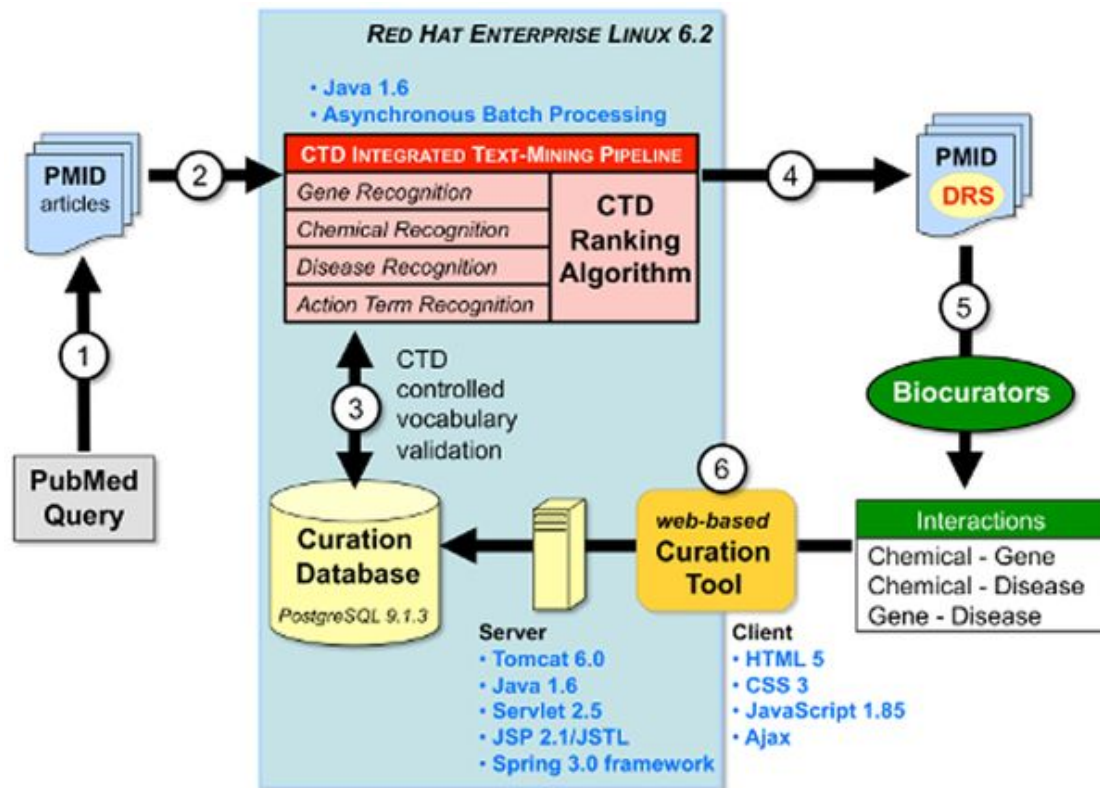 RED HAT ENTERPRISE LINUX 6.2
• Java 1.6
• Asynchronous Batch Processing
PMID
articles
2
CTD INTEGRATED TEXT-MINING PIPELINE
Gene Recognition
Chemical Recognition
Disease Recognition
Action Term Recognition
CTD
Ranking
Algorithm
4
PMID
DRS
1
3
CTD
controlled
vocabulary
validation
5
Biocurators
PubMed
Query
Curation
Database
PostgreSQL 9.1.3
6
web-based
Curation
Tool
Interactions
Chemical - Gene
Chemical - Disease
Gene - Disease
Server
• Tomcat 6.0
• Java 1.6
• Servlet 2.5
• JSP 2.1/JSTL
• Spring 3.0 framework
Client
• HTML 5
• CSS 3
• JavaScript 1.85
• Ajax